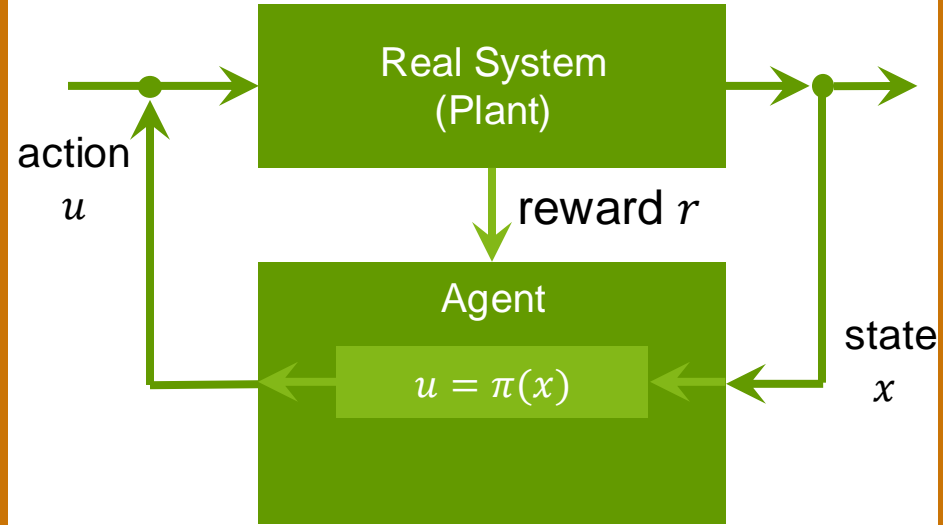 Real System
(Plant)
action
u
reward r
Agent
state
x
u = π(x)